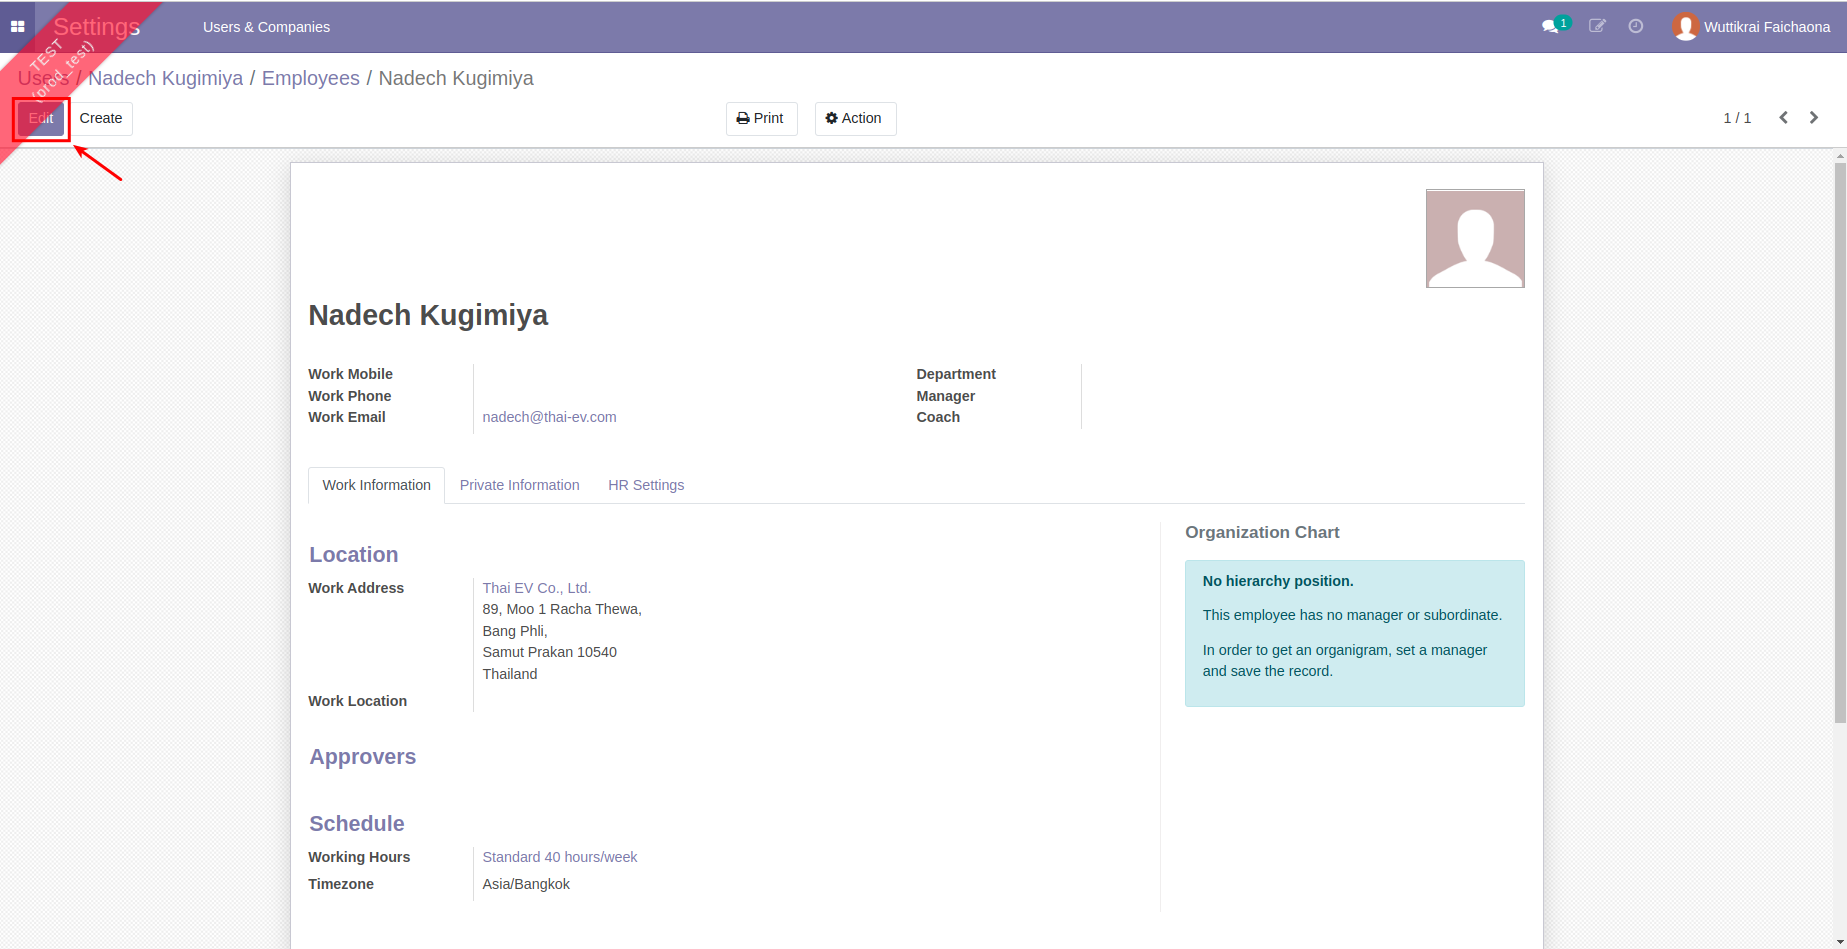 Settings
Users & Companies
1
Wuttikrai Faichaona
TEST
(prod_test)
Users / Nadech Kugimiya / Employees / Nadech Kugimiya
Edit
Create
Print
Action
1 / 1
Nadech Kugimiya
Work Mobile
Work Phone
Work Email
nadech@thai-ev.com
Department
Manager
Coach
Work Information
Private Information
HR Settings
Location
Work Address
Thai EV Co., Ltd.
89, Moo 1 Racha Thewa,
Bang Phli,
Samut Prakan 10540
Thailand
Work Location
Approvers
Schedule
Working Hours
Standard 40 hours/week
Timezone
Asia/Bangkok
Organization Chart
No hierarchy position.
This employee has no manager or subordinate.
In order to get an organigram, set a manager
and save the record.